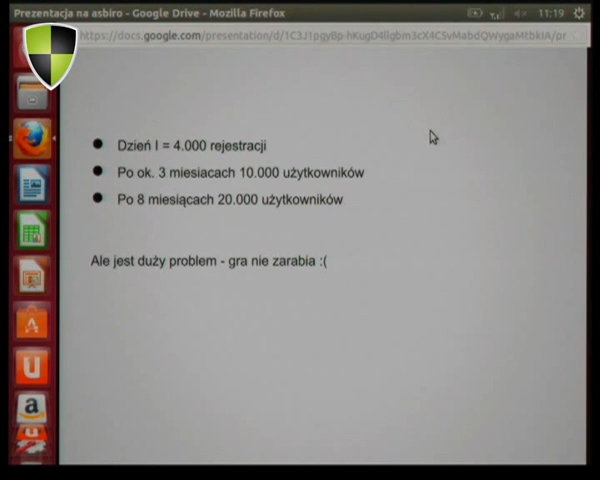 Prezentacja na asbiro - Google Drive - Mozilla Firefox
11:19
Dzień I = 4.000 rejestracji
Po ok. 3 miesiacach 10.000 użytkowników
Po 8 miesiącach 20.000 użytkowników
Ale jest duży problem - gra nie zarabia :(